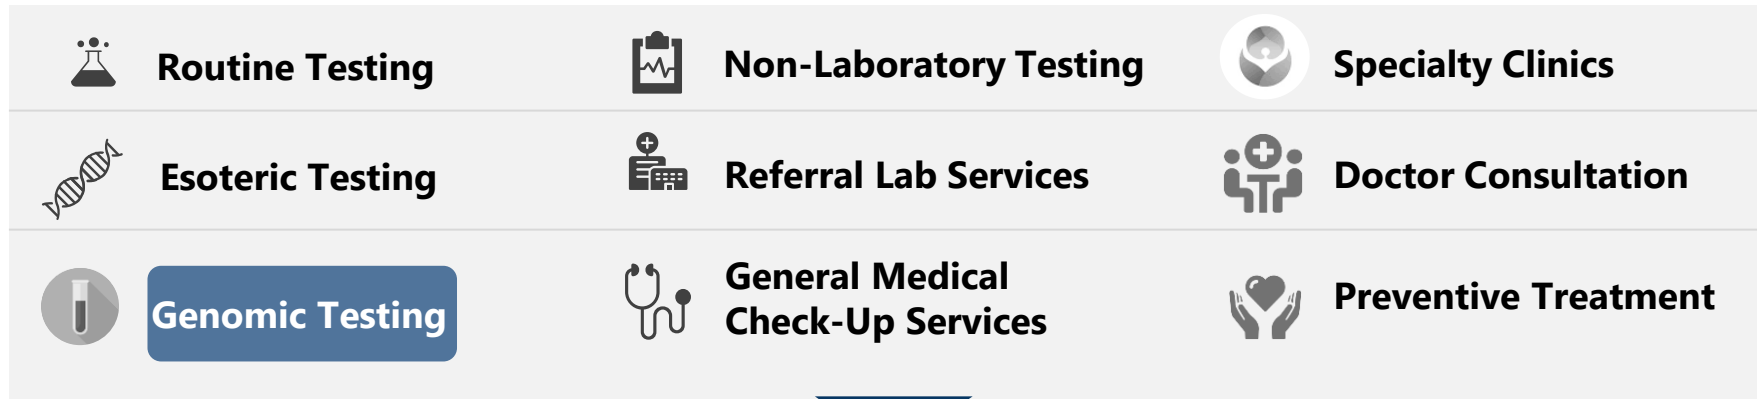 Routine Testing
Non-Laboratory Testing
Specialty Clinics
Esoteric Testing
Referral Lab Services
Doctor Consultation
Genomic Testing
General Medical
Check-Up Services
Preventive Treatment